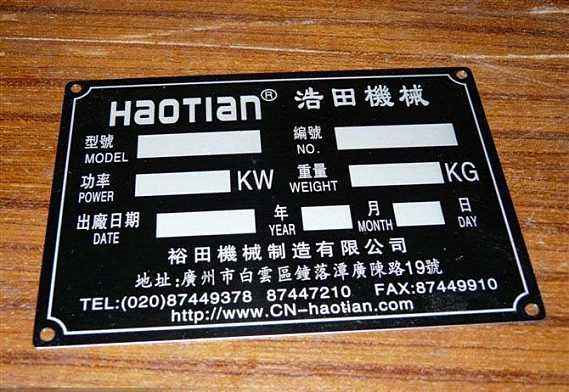 HAOTIAN® 浩田機械
型號 編號
MODEL NO.
功率 KW 重量 KG
POWER WEIGHT
出廠日期 年 月 日
DATE YEAR MONTH DAY
裕田機械制造有限公司
地址:廣州市白雲區鐘落潭廣陳路19號
TEL:(020)87449378 87447210 FAX:87449910
http://www.CN-haotian.com